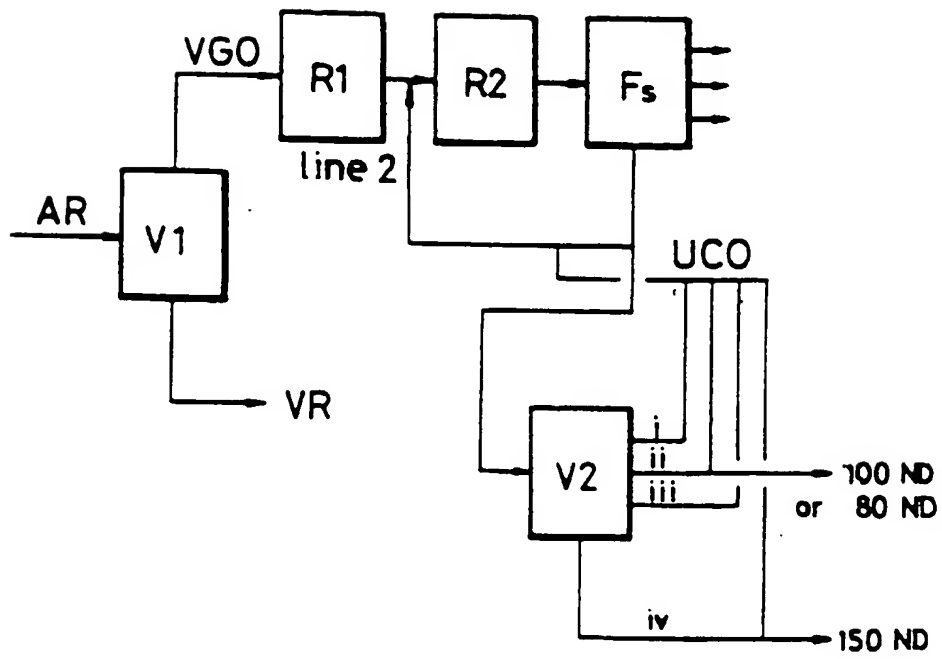 VGO
R1
R2
Fs
line 2
AR
V1
UCO
VR
i
ii
iii
V2
100 ND
or 80 ND
iv
150 ND